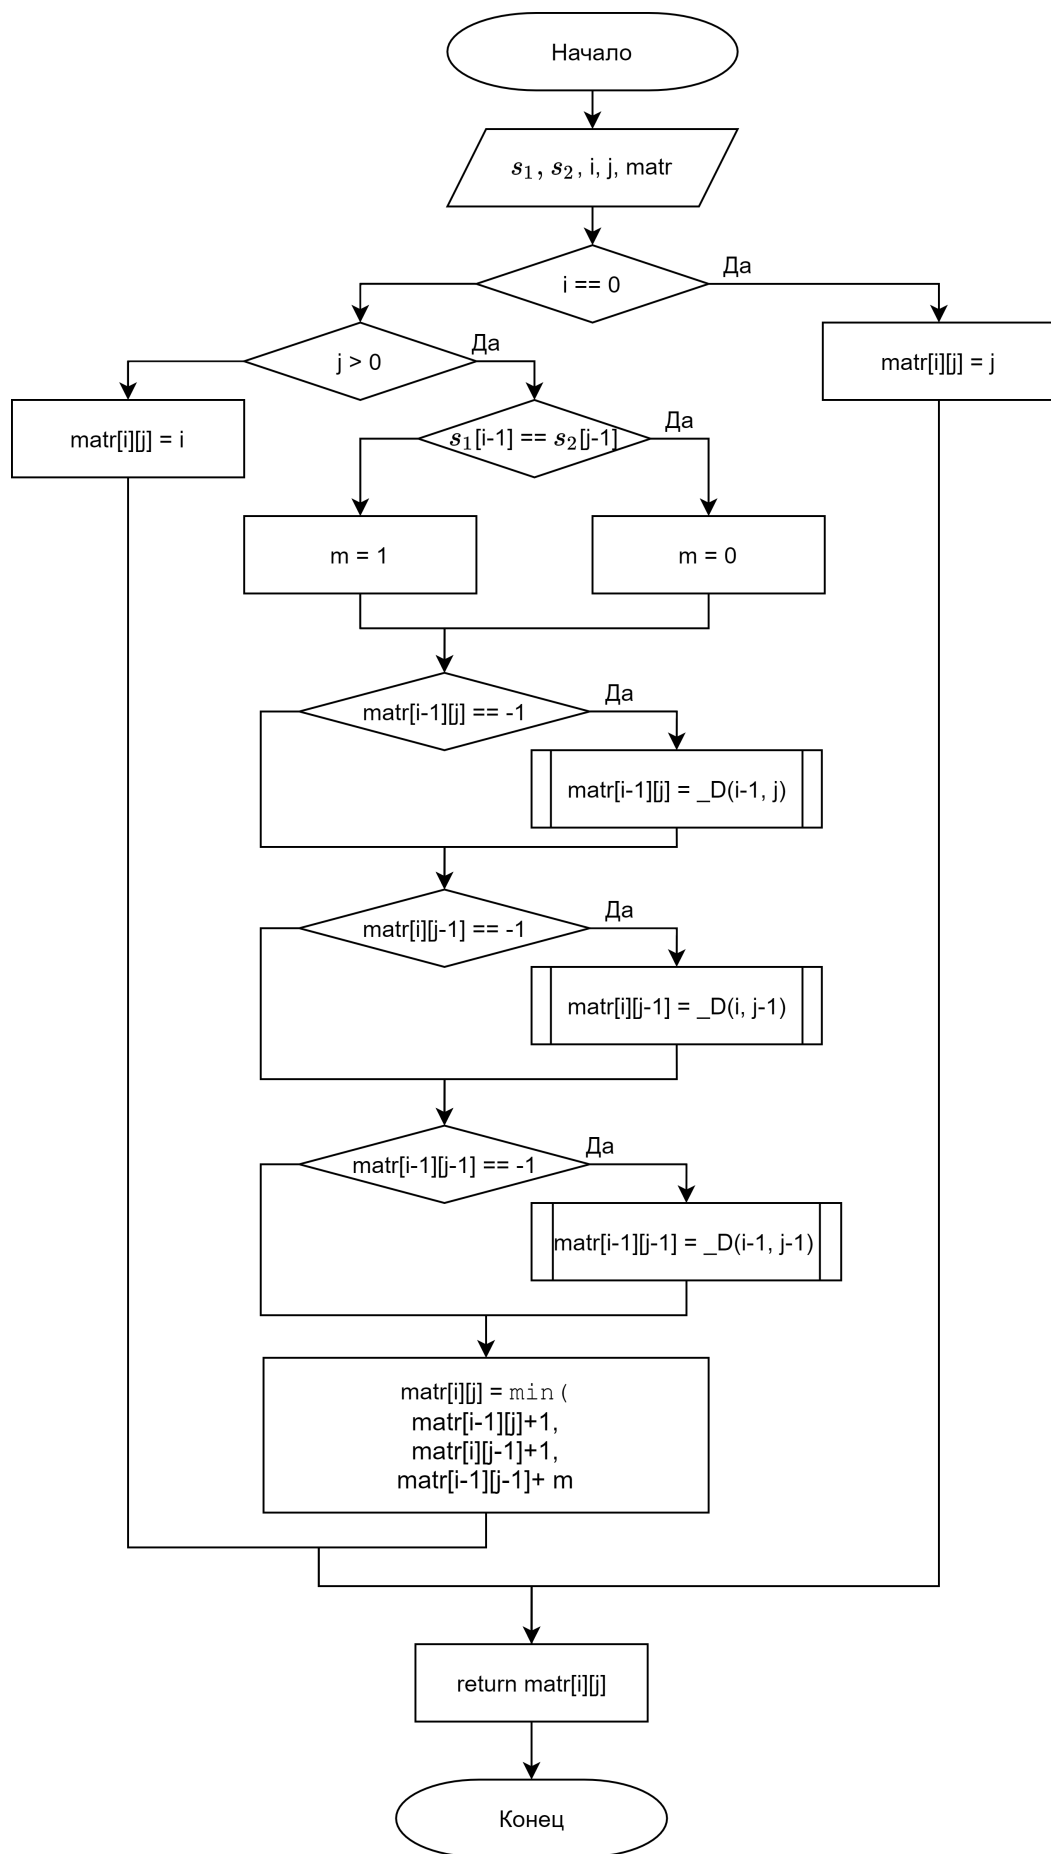 Начало
s₁, s₂, i, j, matr
i == 0
Да
j > 0
Да
matr[i][j] = j
matr[i][j] = i
s₁[i-1] == s₂[j-1]
Да
m = 1
m = 0
matr[i-1][j] == -1
Да
matr[i-1][j] = _D(i-1, j)
matr[i][j-1] == -1
Да
matr[i][j-1] = _D(i, j-1)
matr[i-1][j-1] == -1
Да
matr[i-1][j-1] = _D(i-1, j-1)
matr[i][j] = min(
matr[i-1][j]+1,
matr[i][j-1]+1,
matr[i-1][j-1]+ m
return matr[i][j]
Конец